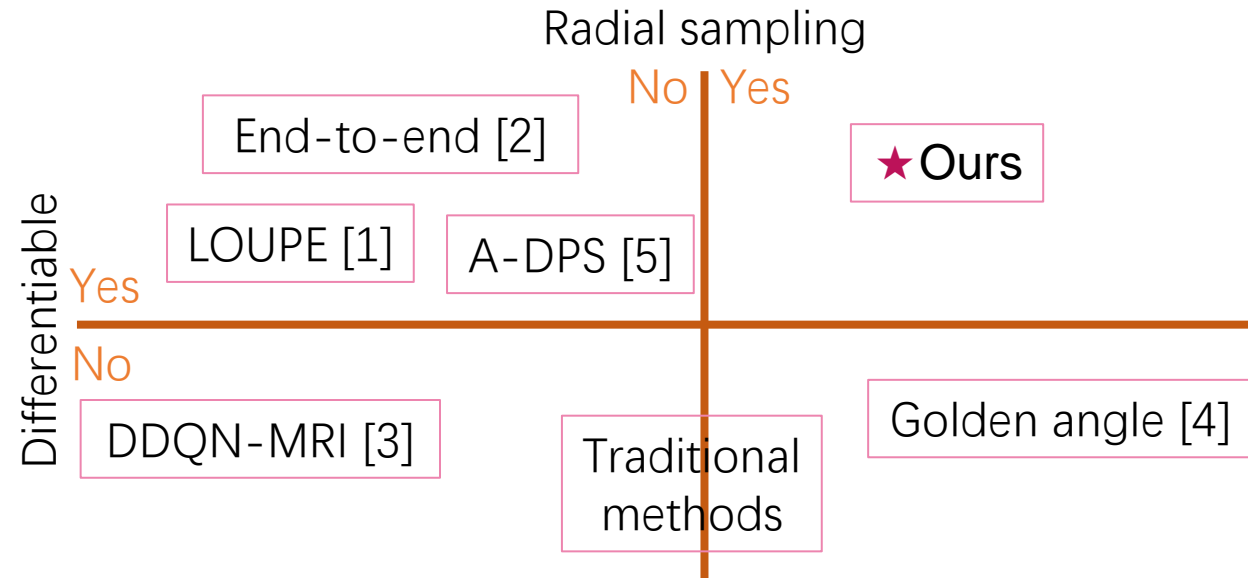 Radial sampling
No Yes
End-to-end [2]
★Ours
LOUPE [1]
A-DPS [5]
Differentiable
Yes
No
DDQN-MRI [3]
Golden angle [4]
Traditional
methods